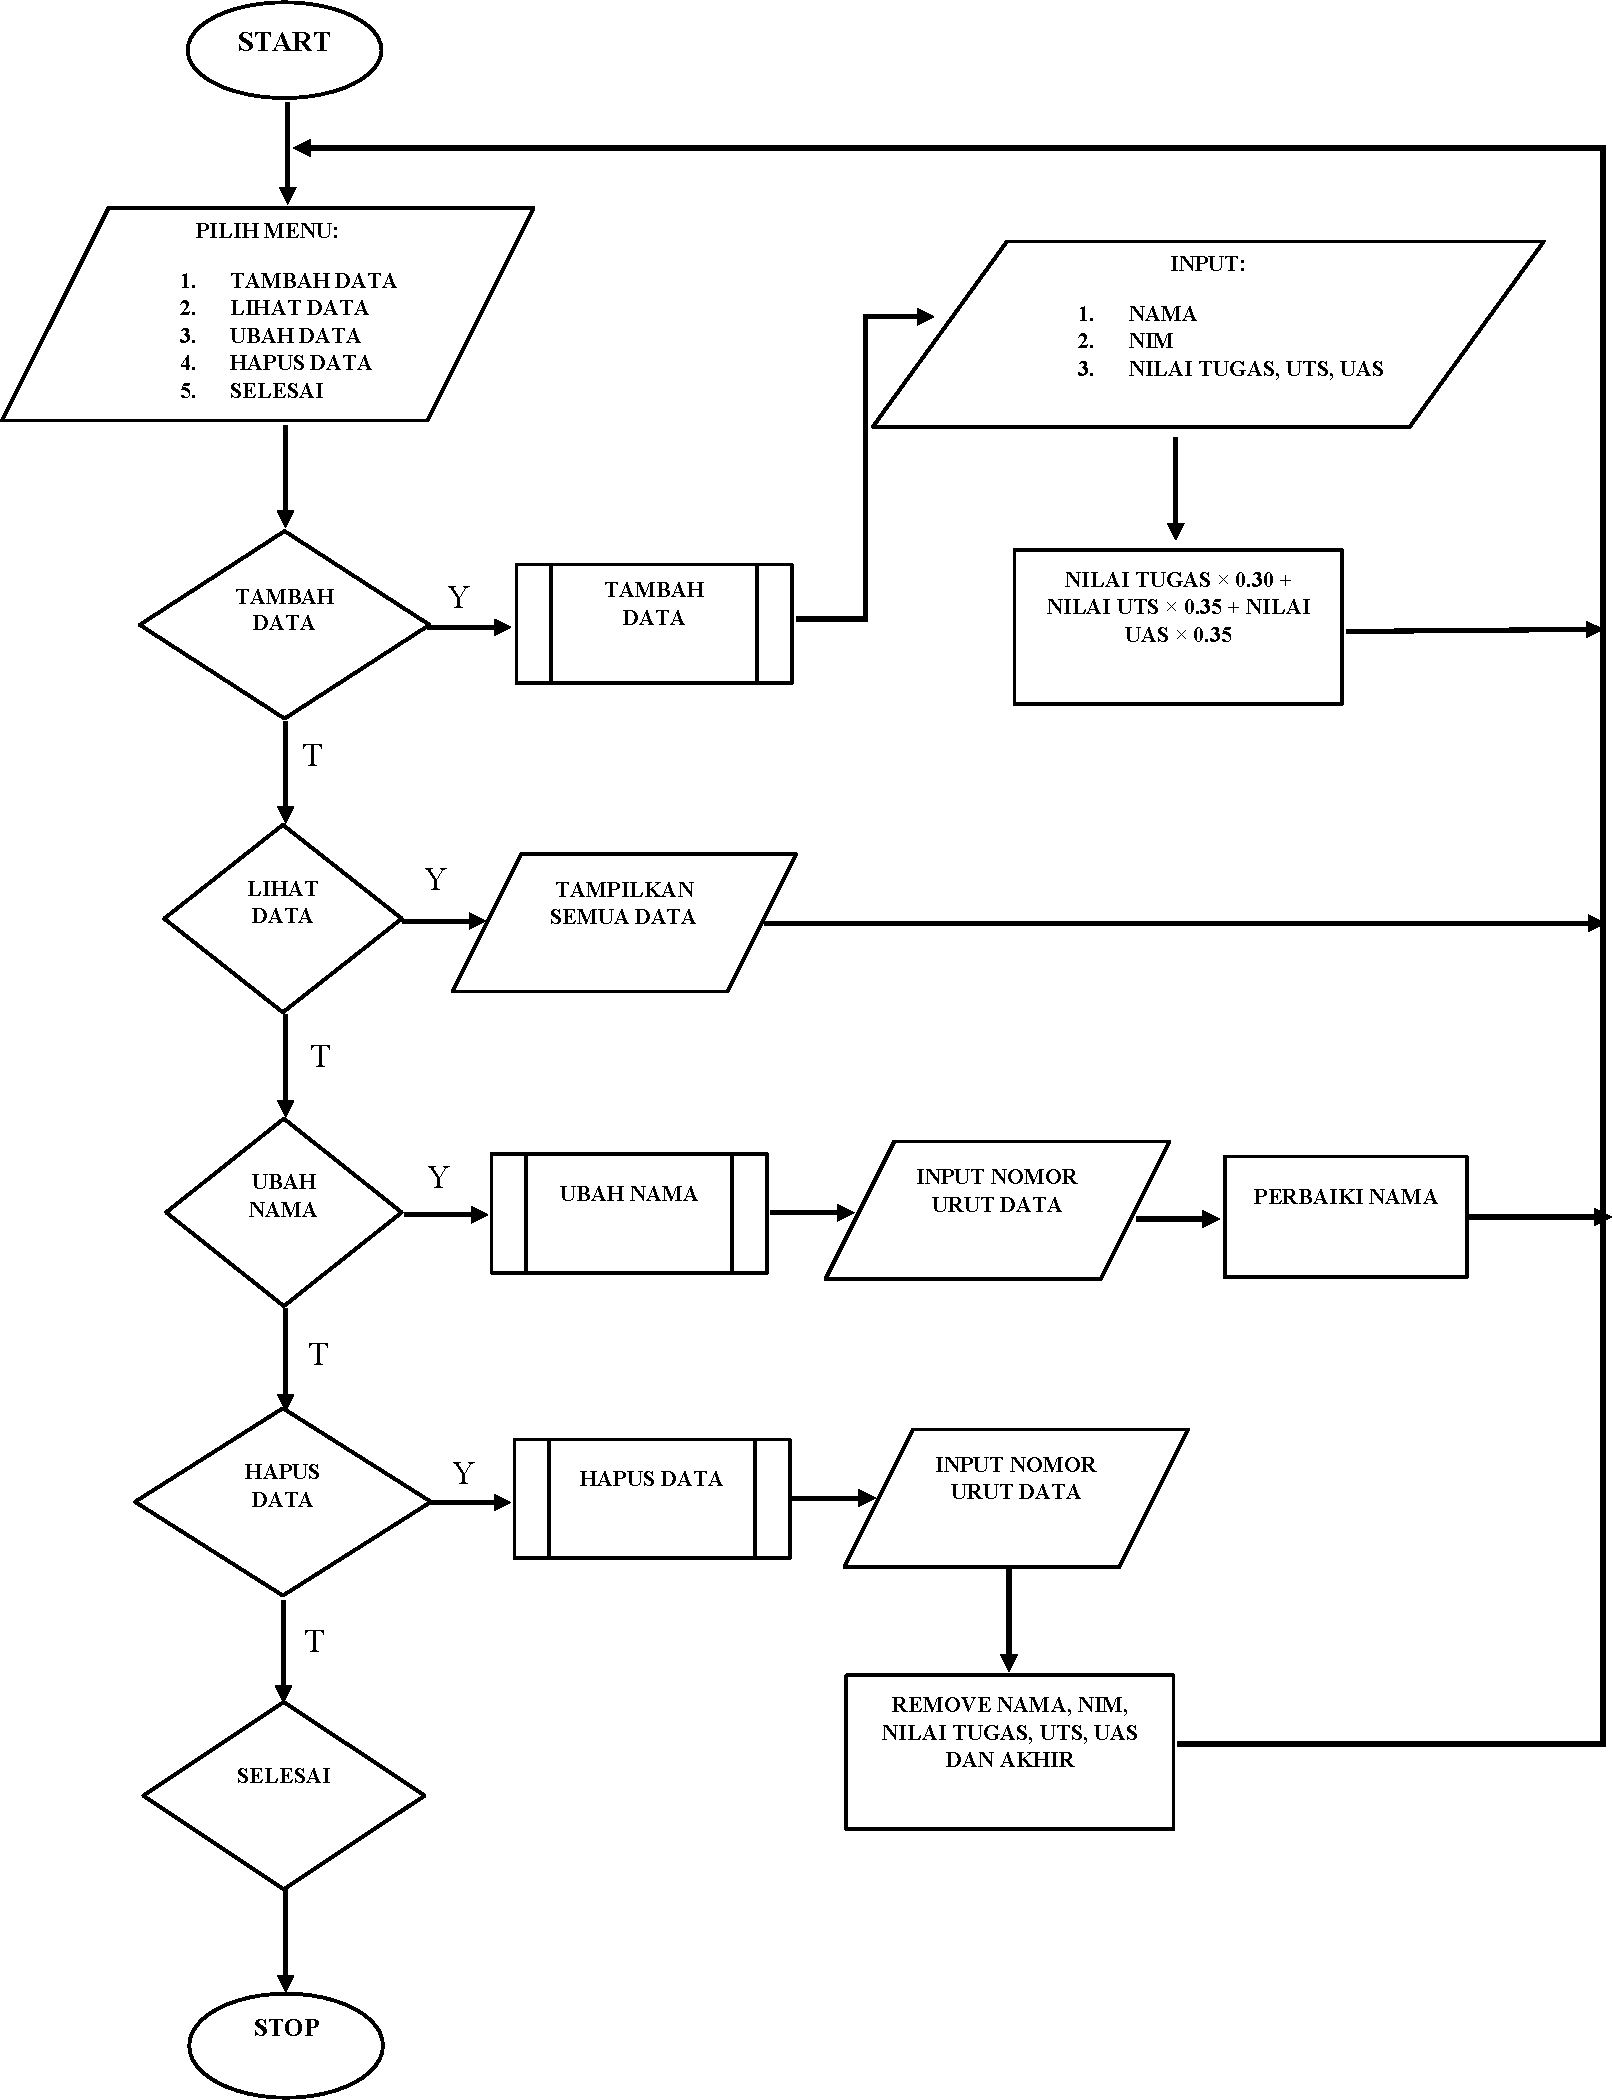 START
PILIH MENU:
1. TAMBAH DATA
2. LIHAT DATA
3. UBAH DATA
4. HAPUS DATA
5. SELESAI
INPUT:
1. NAMA
2. NIM
3. NILAI TUGAS, UTS, UAS
TAMBAH
DATA
Y
TAMBAH
DATA
NILAI TUGAS × 0.30 +
NILAI UTS × 0.35 + NILAI
UAS × 0.35
T
LIHAT
DATA
Y
TAMPILKAN
SEMUA DATA
T
UBAH
NAMA
Y
UBAH NAMA
INPUT NOMOR
URUT DATA
PERBAIKI NAMA
T
HAPUS
DATA
Y
HAPUS DATA
INPUT NOMOR
URUT DATA
T
REMOVE NAMA, NIM,
NILAI TUGAS, UTS, UAS
DAN AKHIR
SELESAI
STOP